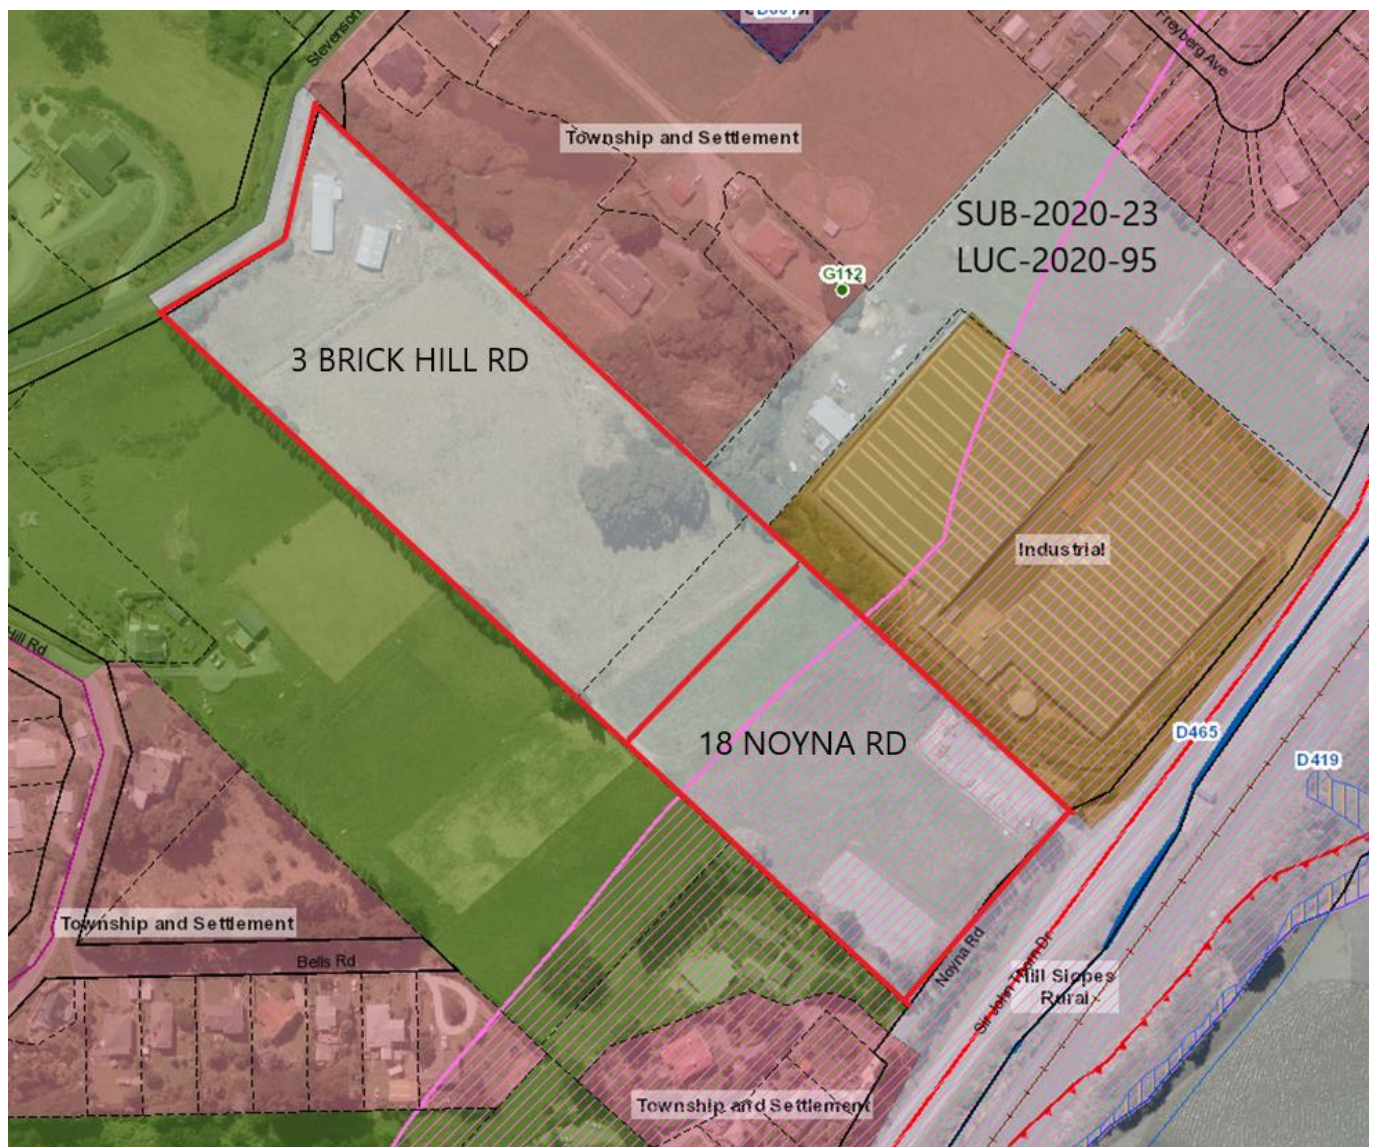 D661
Stevenson
Freyberg Ave
Township and Settlement
SUB-2020-23
LUC-2020-95
G112
3 BRICK HILL RD
Industrial
Hill Rd
18 NOYNA RD
D465
D419
Township and Settlement
Bells Rd
Noyna Rd
Sir John Thorn Dr
Hill Slopes
Rural
Township and Settlement